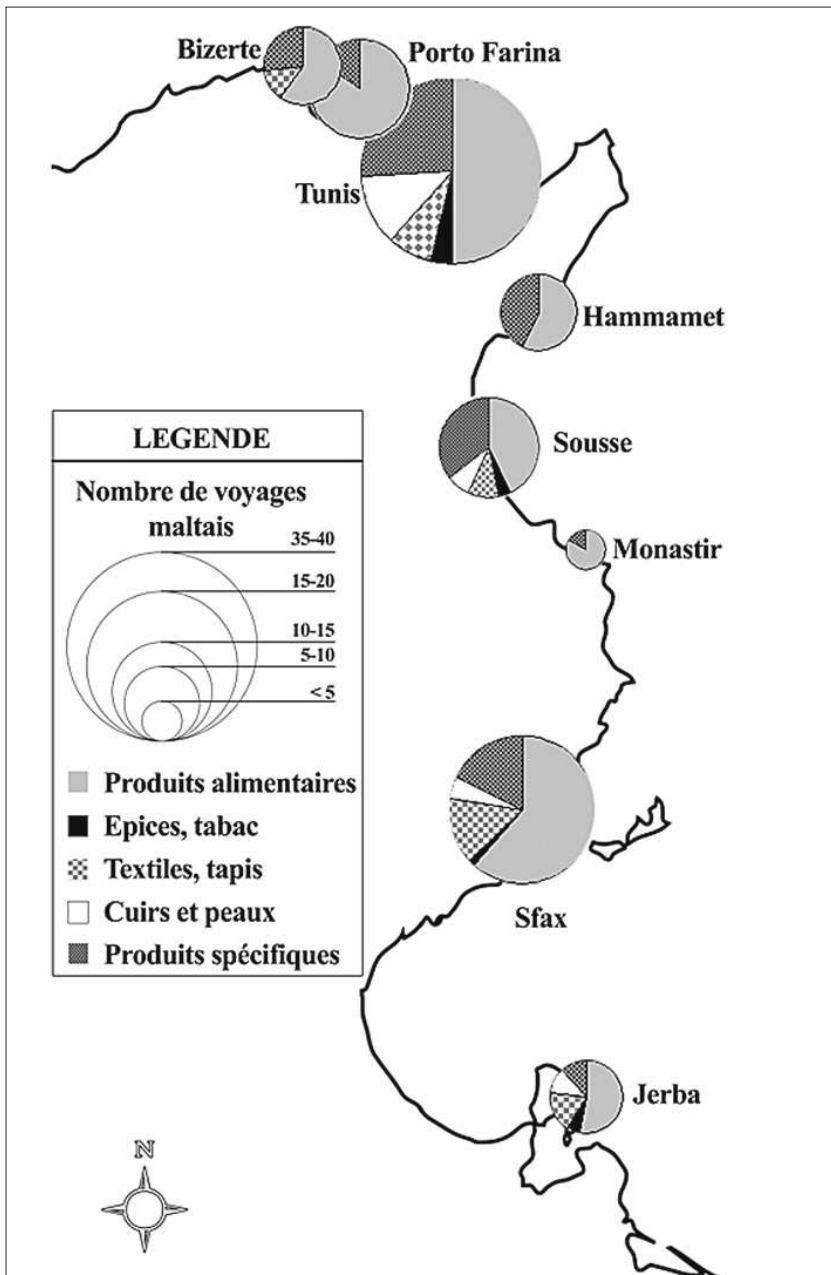 Bizerte
Porto Farina
Tunis
Hammamet
Sousse
Monastir
Sfax
Jerba
LEGENDE
Nombre de voyages
maltais
35-40
15-20
10-15
5-10
< 5
Produits alimentaires
Epices, tabac
Textiles, tapis
Cuirs et peaux
Produits spécifiques
N